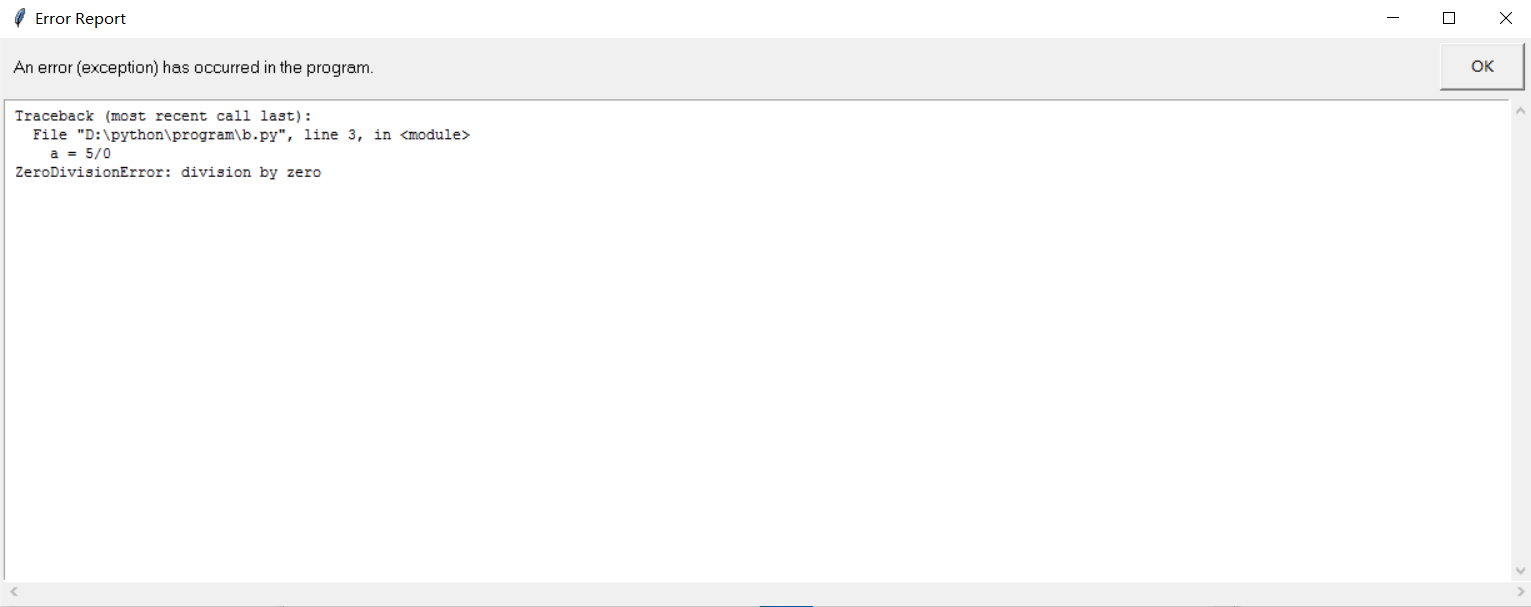 Error Report
An error (exception) has occurred in the program.
OK
Traceback (most recent call last):
  File "D:\python\program\b.py", line 3, in <module>
    a = 5/0
ZeroDivisionError: division by zero